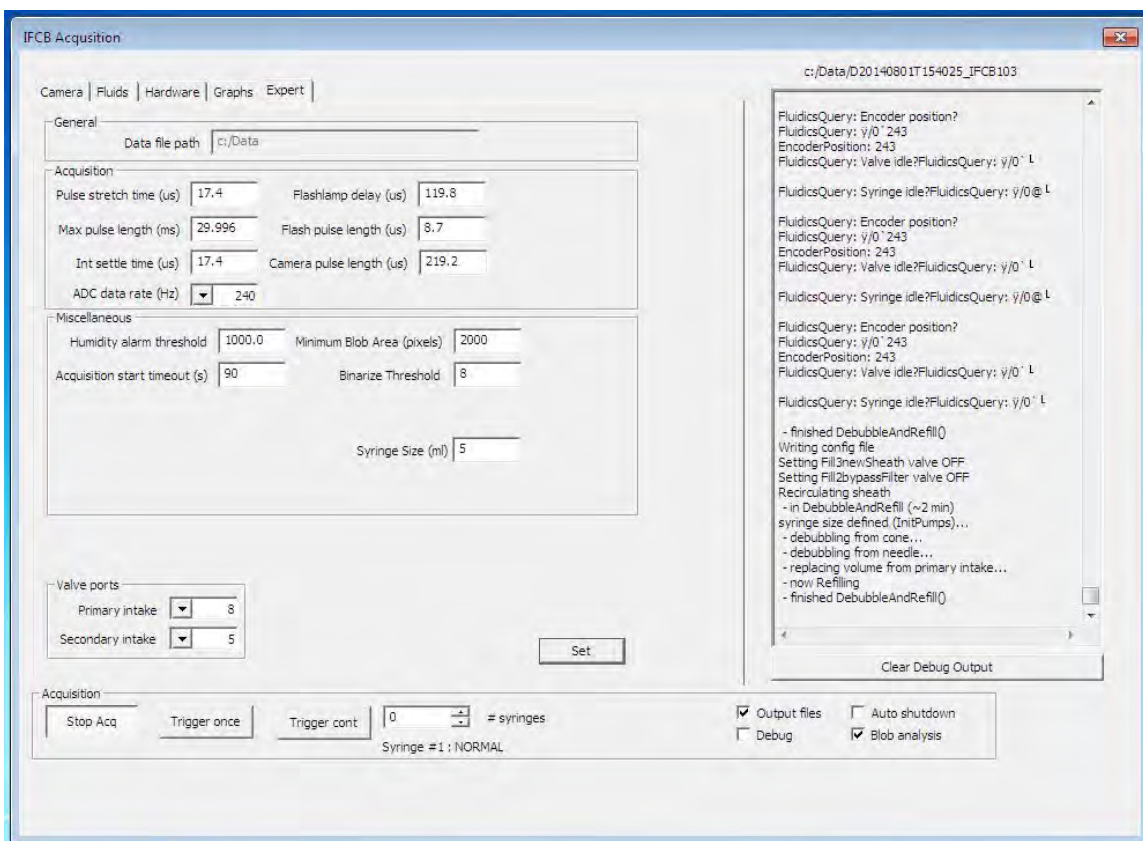 IFCB Acqusition
Camera Fluids Hardware Graphs Expert
General
Data file path c:/Data
Acquisition
Pulse stretch time (us) 17.4 Flashlamp delay (us) 119.8
Max pulse length (ms) 29.996 Flash pulse length (us) 8.7
Int settle time (us) 17.4 Camera pulse length (us) 219.2
ADC data rate (Hz) 240
Miscellaneous
Humidity alarm threshold 1000.0 Minimum Blob Area (pixels) 2000
Acquisition start timeout (s) 90 Binarize Threshold 8
Syringe Size (ml) 5
Valve ports
Primary intake 8
Secondary intake 5
Set
c:/Data/D20140801T154025_IFCB103
FluidicsQuery: Encoder position?
FluidicsQuery: ÿ/0`243
EncoderPosition: 243
FluidicsQuery: Valve idle?FluidicsQuery: ÿ/0` └
FluidicsQuery: Syringe idle?FluidicsQuery: ÿ/0@ └
FluidicsQuery: Encoder position?
FluidicsQuery: ÿ/0`243
EncoderPosition: 243
FluidicsQuery: Valve idle?FluidicsQuery: ÿ/0` └
FluidicsQuery: Syringe idle?FluidicsQuery: ÿ/0@ └
FluidicsQuery: Encoder position?
FluidicsQuery: ÿ/0`243
EncoderPosition: 243
FluidicsQuery: Valve idle?FluidicsQuery: ÿ/0` └
FluidicsQuery: Syringe idle?FluidicsQuery: ÿ/0` └
- finished DebubbleAndRefill()
Writing config file
Setting Fill3newSheath valve OFF
Setting Fill2bypassFilter valve OFF
Recirculating sheath
- in DebubbleAndRefill (~2 min)
syringe size defined (InitPumps)...
- debubbling from cone...
- debubbling from needle...
- replacing volume from primary intake...
- now Refilling
- finished DebubbleAndRefill()
Clear Debug Output
Acquisition
Stop Acq Trigger once Trigger cont 0 # syringes
Syringe #1 : NORMAL
Output files Auto shutdown
Debug Blob analysis